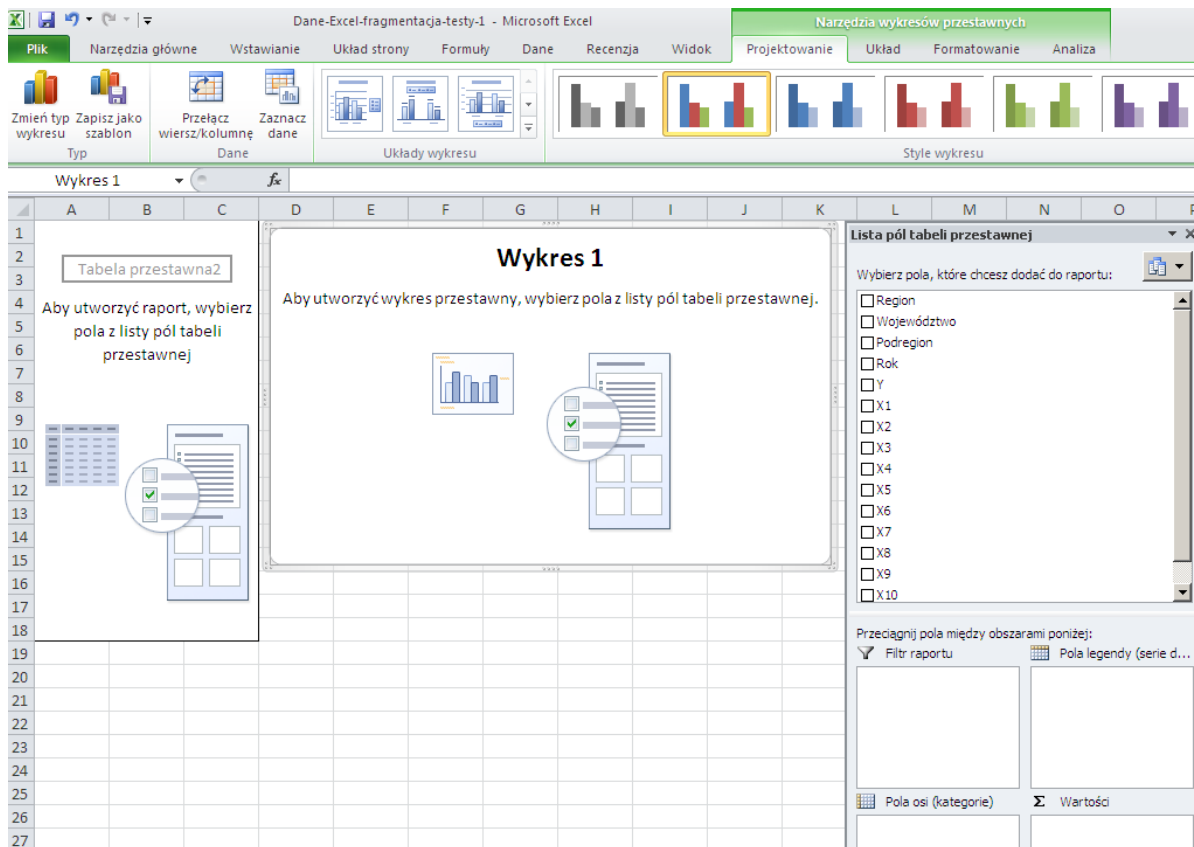 Dane-Excel-fragmentacja-testy-1 - Microsoft Excel
Narzędzia wykresów przestawnych
Plik Narzędzia główne Wstawianie Układ strony Formuły Dane Recenzja Widok Projektowanie Układ Formatowanie Analiza
Zmień typ wykresu
Zapisz jako szablon
Przełącz wiersz/kolumnę
Zaznacz dane
Typ Dane Układy wykresu Style wykresu
Wykres 1 fx
A B C D E F G H I J K L M N O
1
2
3
4
5
6
7
8
9
10
11
12
13
14
15
16
17
18
19
20
21
22
23
24
25
26
27
Tabela przestawna2
Aby utworzyć raport, wybierz
pola z listy pól tabeli
przestawnej
Wykres 1
Aby utworzyć wykres przestawny, wybierz pola z listy pól tabeli przestawnej.
Lista pól tabeli przestawnej
Wybierz pola, które chcesz dodać do raportu:
Region
Województwo
Podregion
Rok
Y
X1
X2
X3
X4
X5
X6
X7
X8
X9
X10
Przeciągnij pola między obszarami poniżej:
Filtr raportu
Pola legendy (serie d...
Pola osi (kategorie)
Σ Wartości